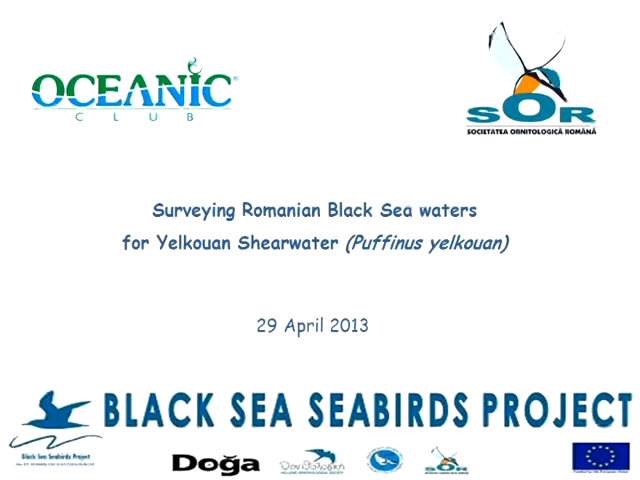 OCEANIC
CLUB
SOR
SOCIETATEA ORNITOLOGICĂ ROMÂNĂ
Surveying Romanian Black Sea waters
for Yelkouan Shearwater (Puffinus yelkouan)
29 April 2013
BLACK SEA SEABIRDS PROJECT
Black Sea Seabirds Project
Doğa
SOR